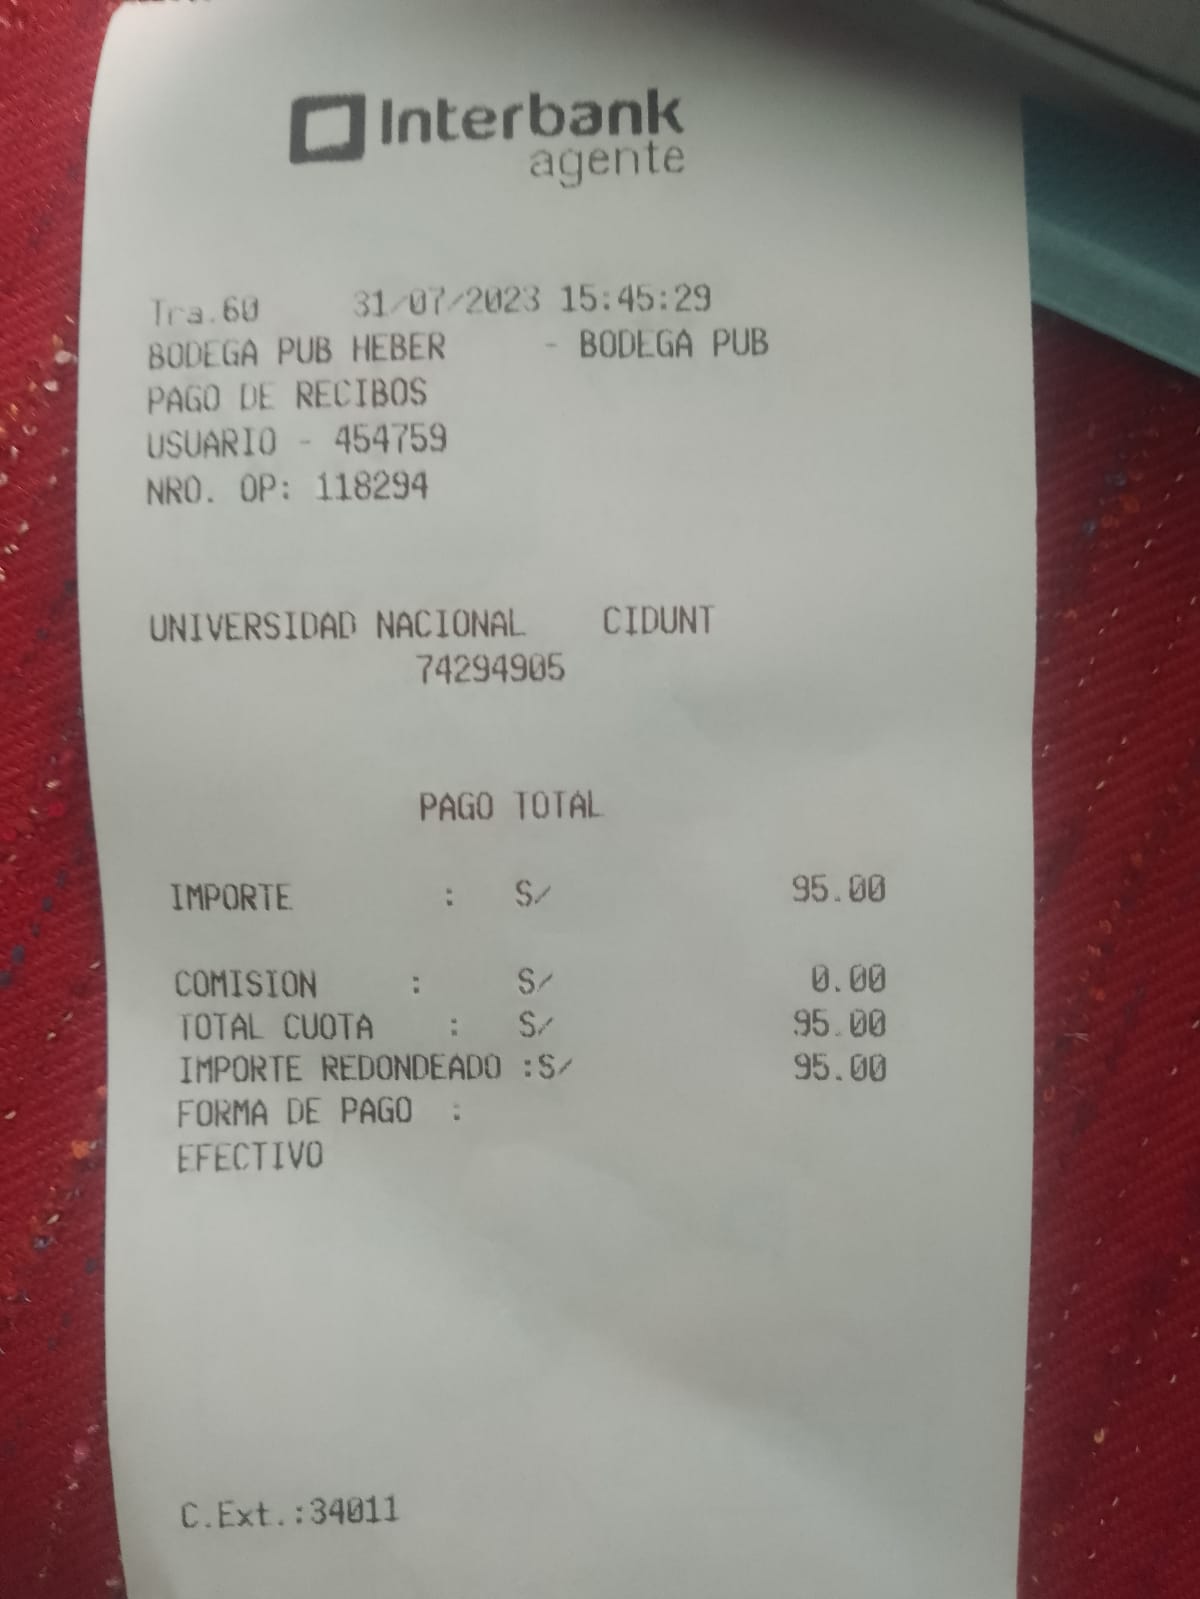 Interbank
agente
Tra.60 31/07/2023 15:45:29
BODEGA PUB HEBER - BODEGA PUB
PAGO DE RECIBOS
USUARIO - 454759
NRO. OP: 118294
UNIVERSIDAD NACIONAL CIDUNT
74294905
PAGO TOTAL
IMPORTE : S/ 95.00
COMISION : S/ 0.00
TOTAL CUOTA : S/ 95.00
IMPORTE REDONDEADO :S/ 95.00
FORMA DE PAGO :
EFECTIVO
C.Ext.:34011